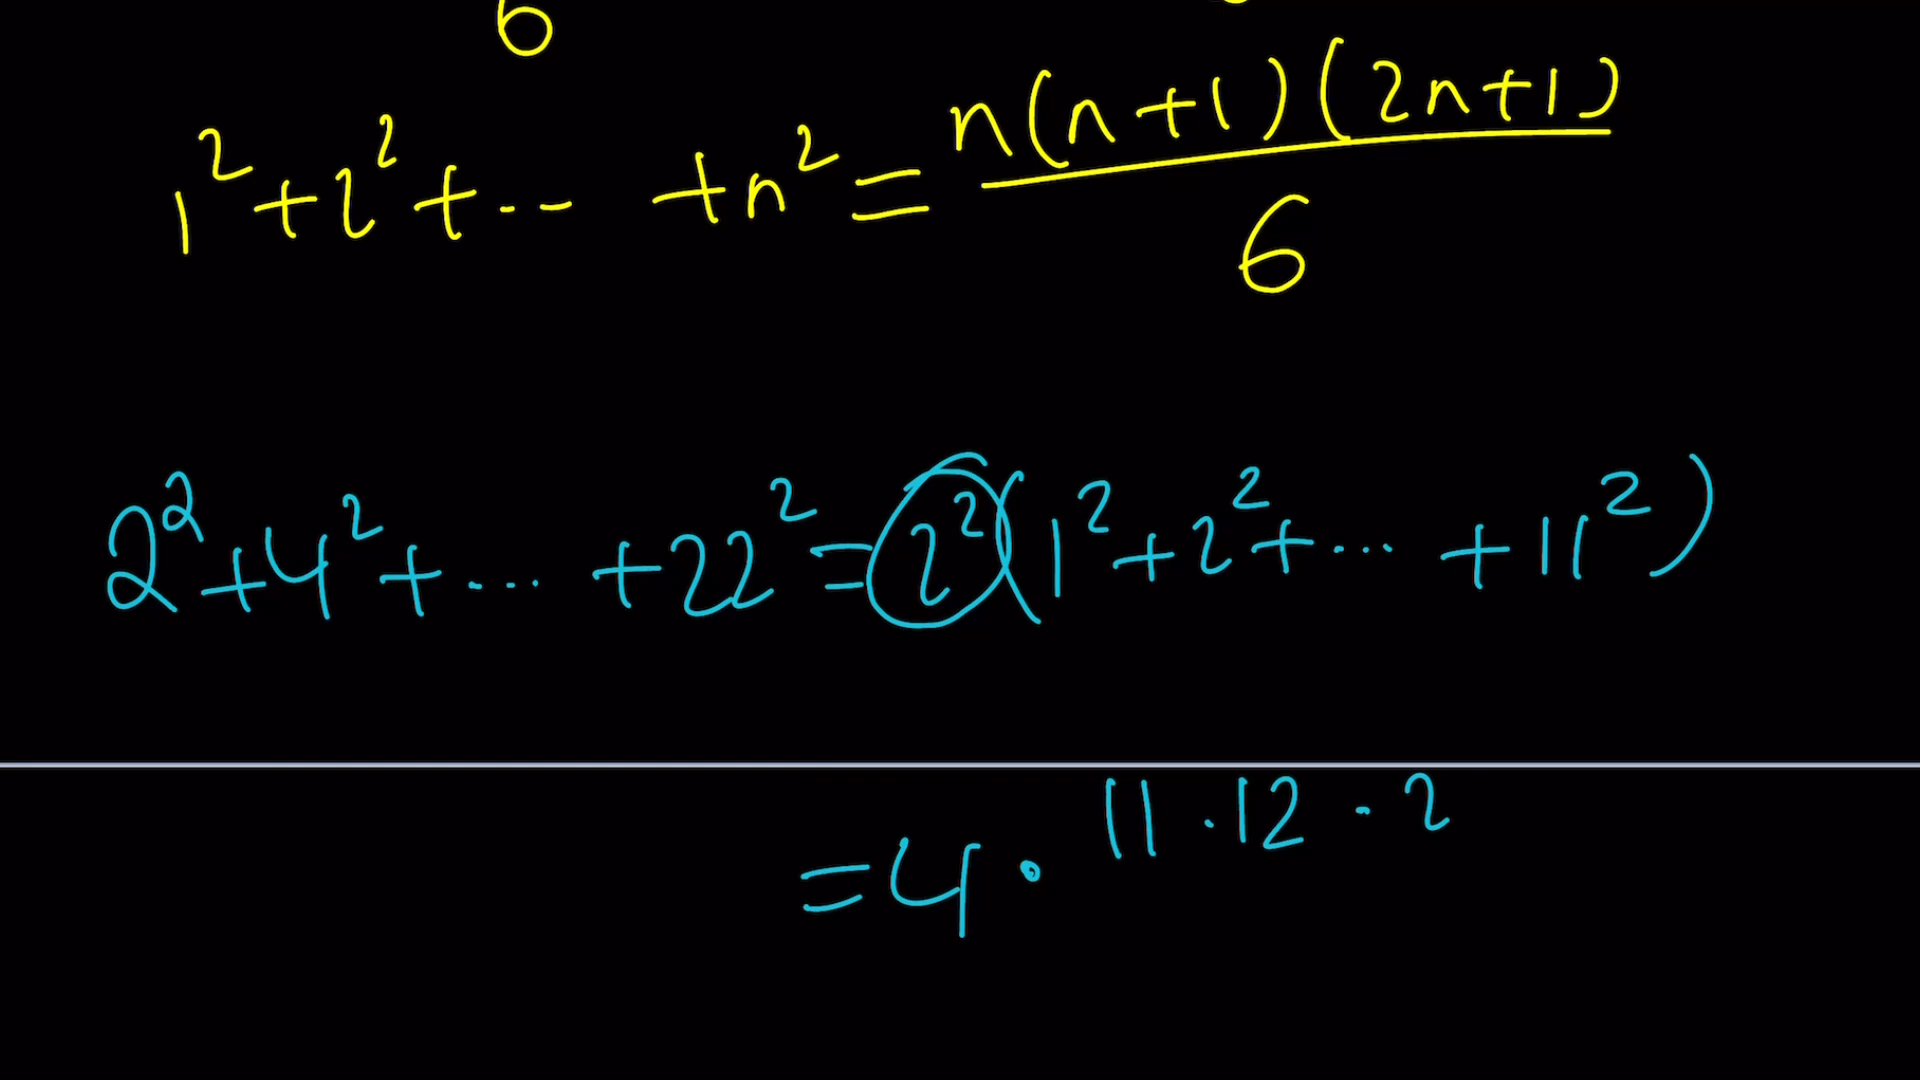 6
1²+2²+-- +n²=n(n+1)(2n+1)/6
2²+4²+... +22²=2²(1²+2²+... +11²)
=4·11·12·2